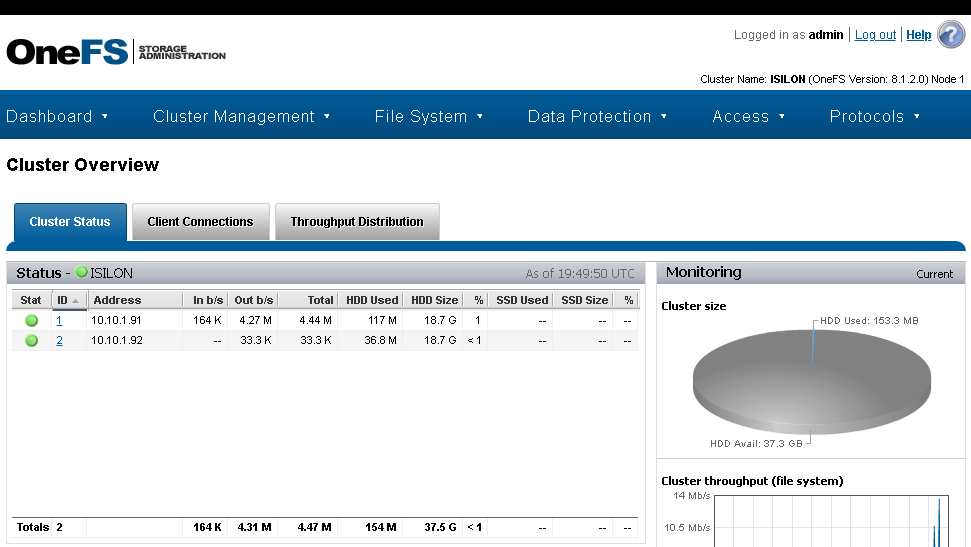 Logged in as admin | Log out | Help ?
OneFS | STORAGE ADMINISTRATION
Cluster Name: ISILON (OneFS Version: 8.1.2.0) Node 1
Dashboard Cluster Management File System Data Protection Access Protocols
Cluster Overview
Cluster Status Client Connections Throughput Distribution
Status - ISILON As of 19:49:50 UTC
Stat ID Address In b/s Out b/s Total HDD Used HDD Size % SSD Used SSD Size %
1 10.10.1.91 164 K 4.27 M 4.44 M 117 M 18.7 G 1 -- -- --
2 10.10.1.92 -- 33.3 K 33.3 K 36.8 M 18.7 G < 1 -- -- --
Totals 2 164 K 4.31 M 4.47 M 154 M 37.5 G < 1 -- -- --
Monitoring Current
Cluster size
HDD Used: 153.3 MB
HDD Avail: 37.3 GB
Cluster throughput (file system)
14 Mb/s
10.5 Mb/s